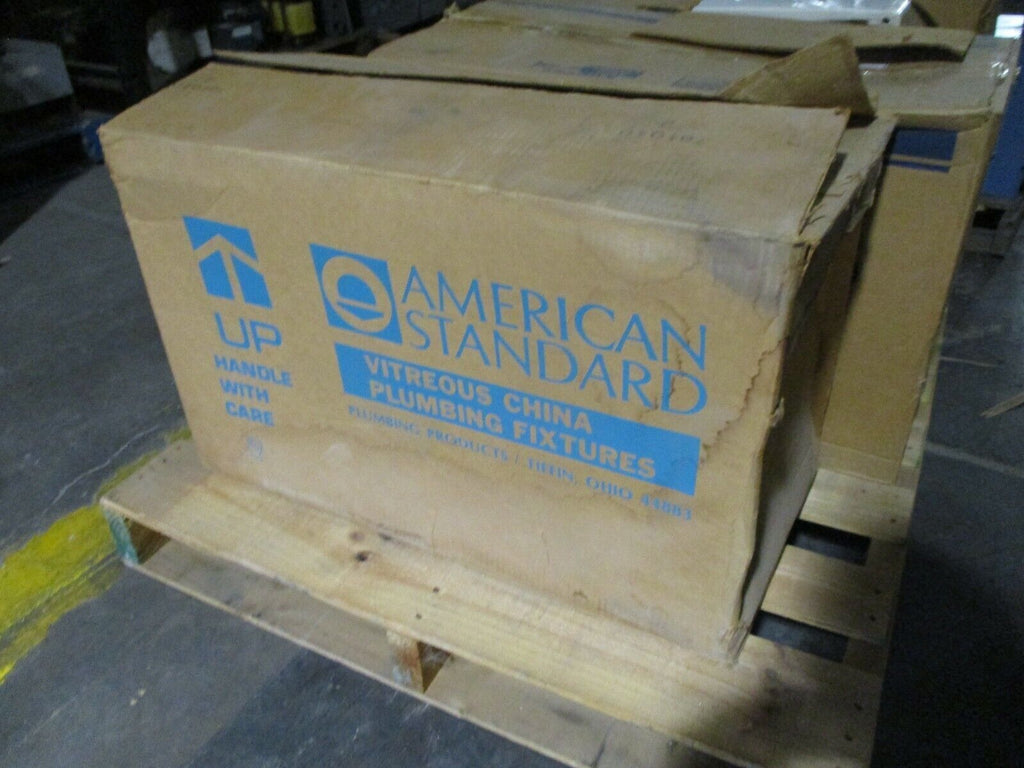 UP
HANDLE
WITH
CARE
AMERICAN
STANDARD
VITREOUS CHINA
PLUMBING FIXTURES
PLUMBING PRODUCTS / TIFFIN, OHIO 44883